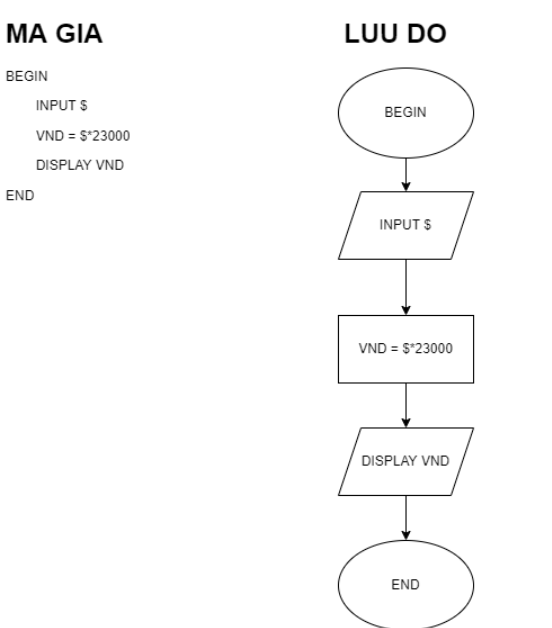 MA GIA
BEGIN
INPUT $
VND = $*23000
DISPLAY VND
END
LUU DO
BEGIN
INPUT $
VND = $*23000
DISPLAY VND
END